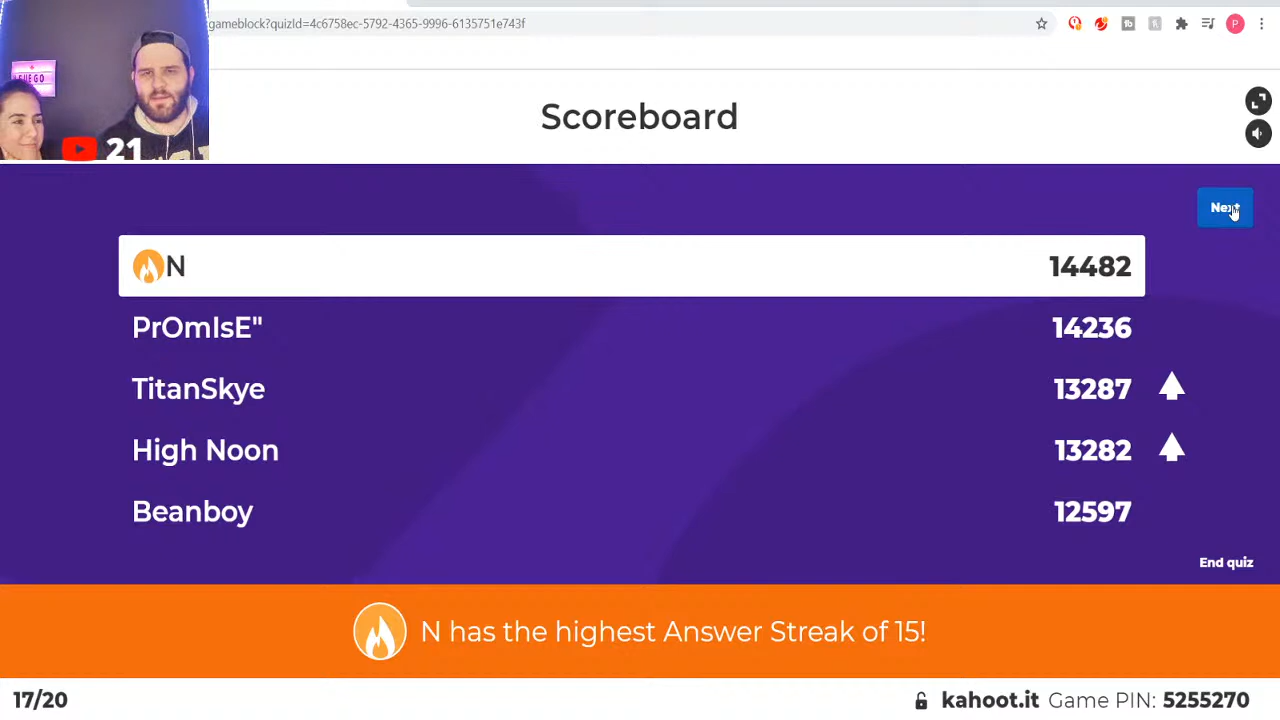 gameblock?quizId=4c6758ec-5792-4365-9996-6135751e743f
21
Scoreboard
Next
N 14482
PrOmIsE" 14236
TitanSkye 13287
High Noon 13282
Beanboy 12597
End quiz
N has the highest Answer Streak of 15!
17/20
kahoot.it Game PIN: 5255270